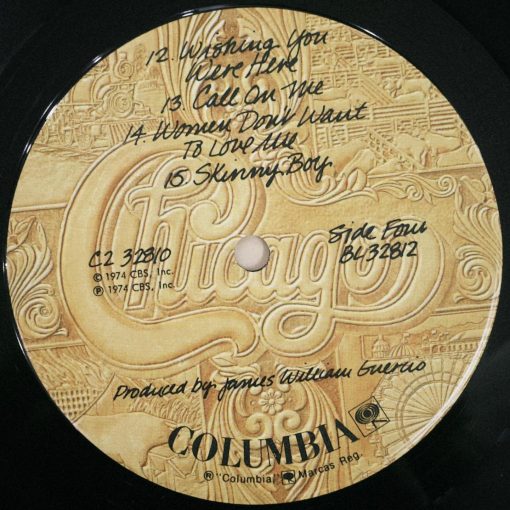 12. Wishing You
Were Here
13. Call On Me
14. Women Don't Want
To Love Me
15. Skinny Boy
Chicago
C2 32810
© 1974 CBS, Inc.
℗ 1974 CBS, Inc.
Side Four
BL 32812
Produced by James William Guercio
COLUMBIA
® "Columbia," Marcas Reg.